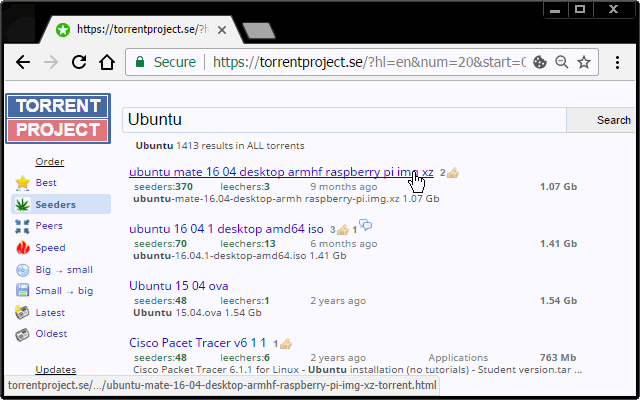 https://torrentproject.se/?hl
Secure https://torrentproject.se/?hl=en&num=20&start=0
TORRENT
PROJECT
Ubuntu
Search
Ubuntu 1413 results in ALL torrents
Order
Best
Seeders
Peers
Speed
Big → small
Small → big
Latest
Oldest
Updates
ubuntu mate 16 04 desktop armhf raspberry pi img xz 2
seeders:370 leechers:3 9 months ago 1.07 Gb
ubuntu-mate-16.04-desktop-armh raspberry-pi.img.xz 1.07 GB
ubuntu 16 04 1 desktop amd64 iso 3 1
seeders:70 leechers:13 6 months ago 1.41 Gb
ubuntu-16.04.1-desktop-amd64.iso 1.41 GB
Ubuntu 15 04 ova
seeders:48 leechers:1 2 years ago 1.54 Gb
Ubuntu 15.04.ova 1.54 GB
Cisco Pacet Tracer v6 1 1 1
seeders:48 leechers:6 2 years ago Applications 763 Mb
Cisco Packet Tracer 6.1.1 for Linux - Ubuntu installation (no tutorials) - Student version.tar ...
torrentproject.se/.../ubuntu-mate-16-04-desktop-armhf-raspberry-pi-img-xz-torrent.html